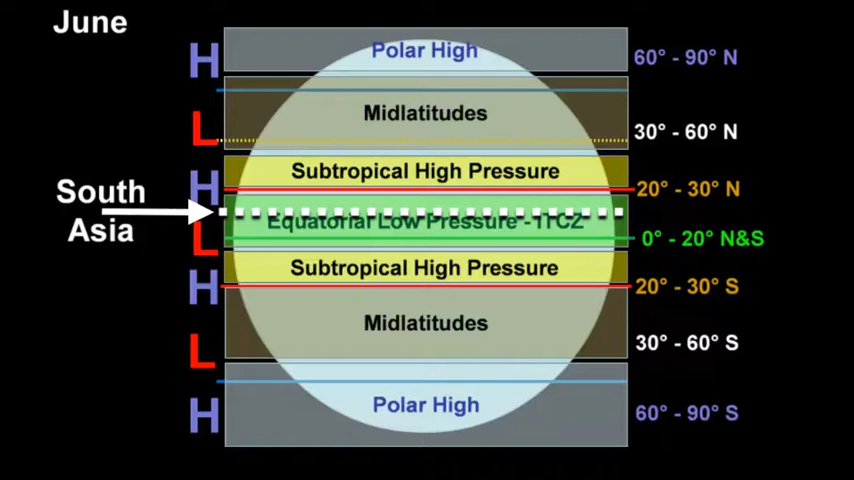 June
H Polar High 60° - 90° N
Midlatitudes
L 30° - 60° N
Subtropical High Pressure
H 20° - 30° N
South
Asia
Equatorial Low Pressure - ITCZ
L 0° - 20° N&S
Subtropical High Pressure
H 20° - 30° S
Midlatitudes
L 30° - 60° S
H Polar High 60° - 90° S